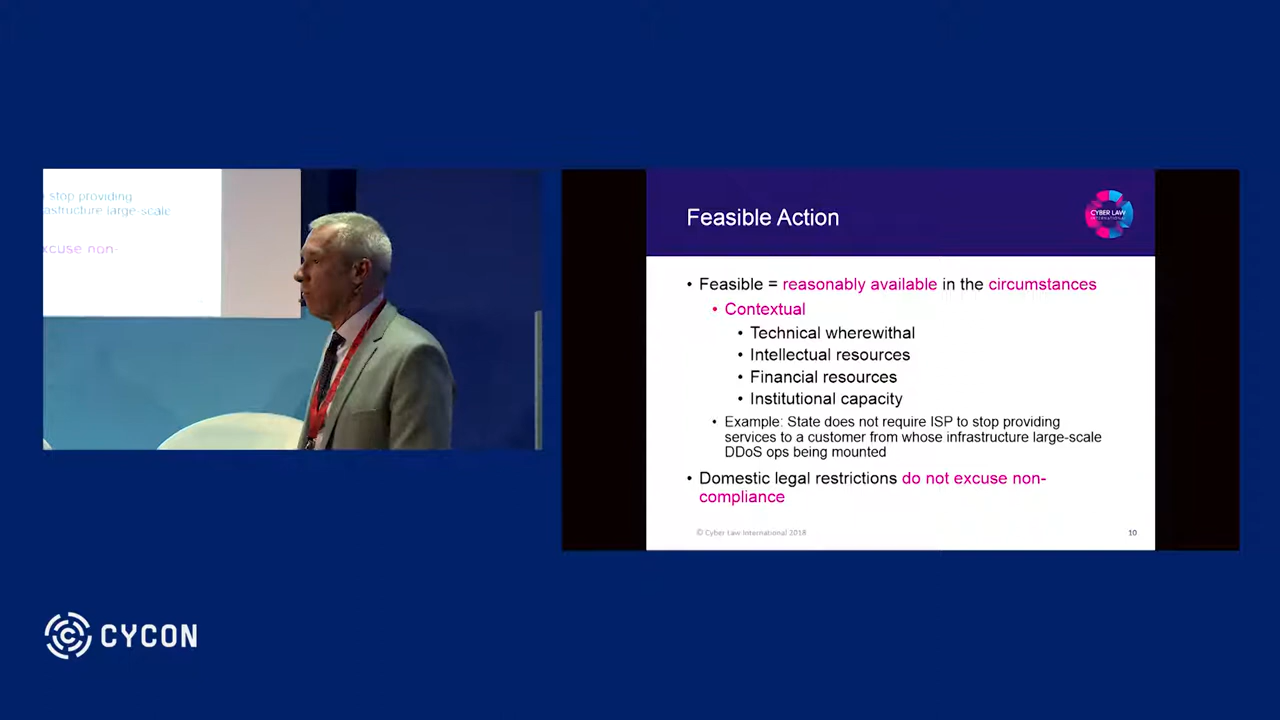 stop providing
astructure large-scale
xcuse non-
Feasible Action
CYBER LAW
INTERNATIONAL
• Feasible = reasonably available in the circumstances
• Contextual
• Technical wherewithal
• Intellectual resources
• Financial resources
• Institutional capacity
• Example: State does not require ISP to stop providing
services to a customer from whose infrastructure large-scale
DDoS ops being mounted
• Domestic legal restrictions do not excuse non-
compliance
© Cyber Law International 2018
10
CYCON